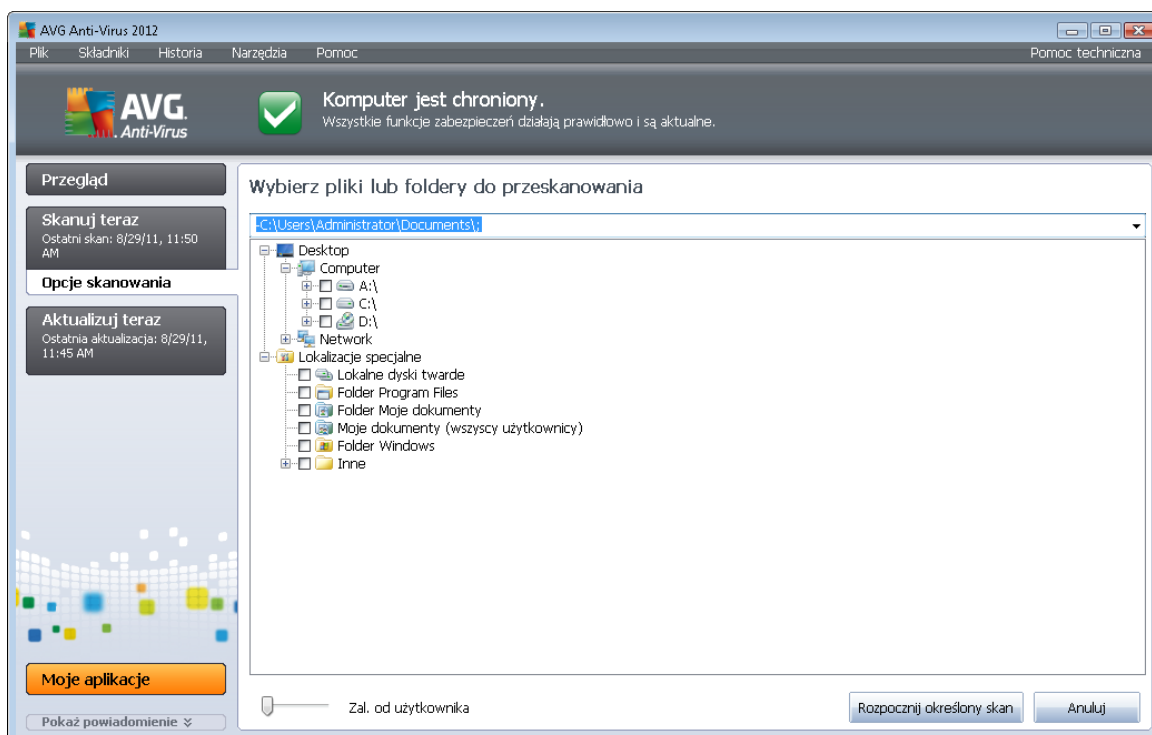 AVG Anti-Virus 2012
Plik Składniki Historia Narzędzia Pomoc Pomoc techniczna
AVG.
Anti-Virus
Komputer jest chroniony.
Wszystkie funkcje zabezpieczeń działają prawidłowo i są aktualne.
Przegląd
Skanuj teraz
Ostatni skan: 8/29/11, 11:50
AM
Opcje skanowania
Aktualizuj teraz
Ostatnia aktualizacja: 8/29/11,
11:45 AM
Moje aplikacje
Pokaż powiadomienie
Wybierz pliki lub foldery do przeskanowania
-C:\Users\Administrator\Documents\;
Desktop
Computer
A:\
C:\
D:\
Network
Lokalizacje specjalne
Lokalne dyski twarde
Folder Program Files
Folder Moje dokumenty
Moje dokumenty (wszyscy użytkownicy)
Folder Windows
Inne
Zal. od użytkownika
Rozpocznij określony skan
Anuluj